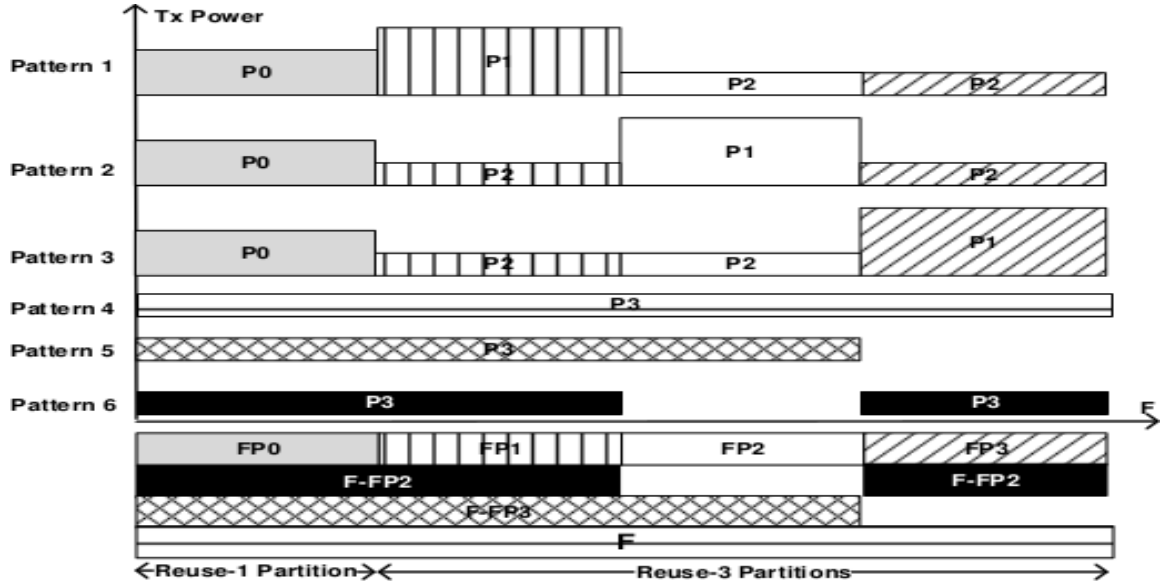 Tx Power
Pattern 1 P0 P1 P2 P2
Pattern 2 P0 P2 P1 P2
Pattern 3 P0 P2 P2 P1
Pattern 4 P3
Pattern 5 P3
Pattern 6 P3 P3
F
FP0 FP1 FP2 FP3
F-FP2 F-FP2
F-FP3
F
Reuse-1 Partition Reuse-3 Partitions